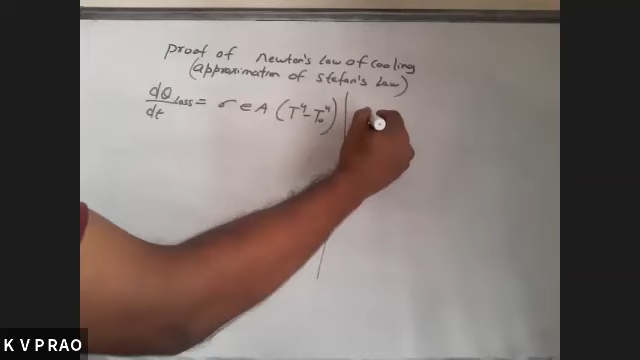 proof of newton's law of cooling
(approximation of stefan's law)
dQ/dt loss = σ e A (T⁴ - T₀⁴)
K V P RAO